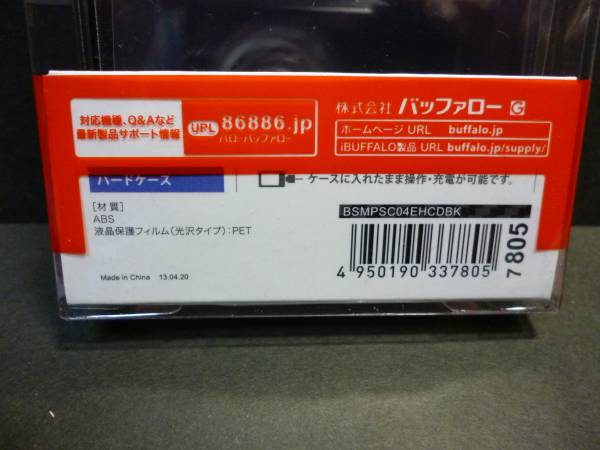 対応機種、Q&Aなど
最新製品サポート情報
URL 86886.jp
ハローバッファロー
株式会社 バッファロー G
ホームページ URL buffalo.jp
iBUFFALO製品 URL buffalo.jp/supply/
ハードケース
ケースに入れたまま操作・充電が可能です。
[材質]
ABS
液晶保護フィルム(光沢タイプ):PET
Made in China 13.04.20
BSMPSC04EHCDBK
4 950190 337805
7805